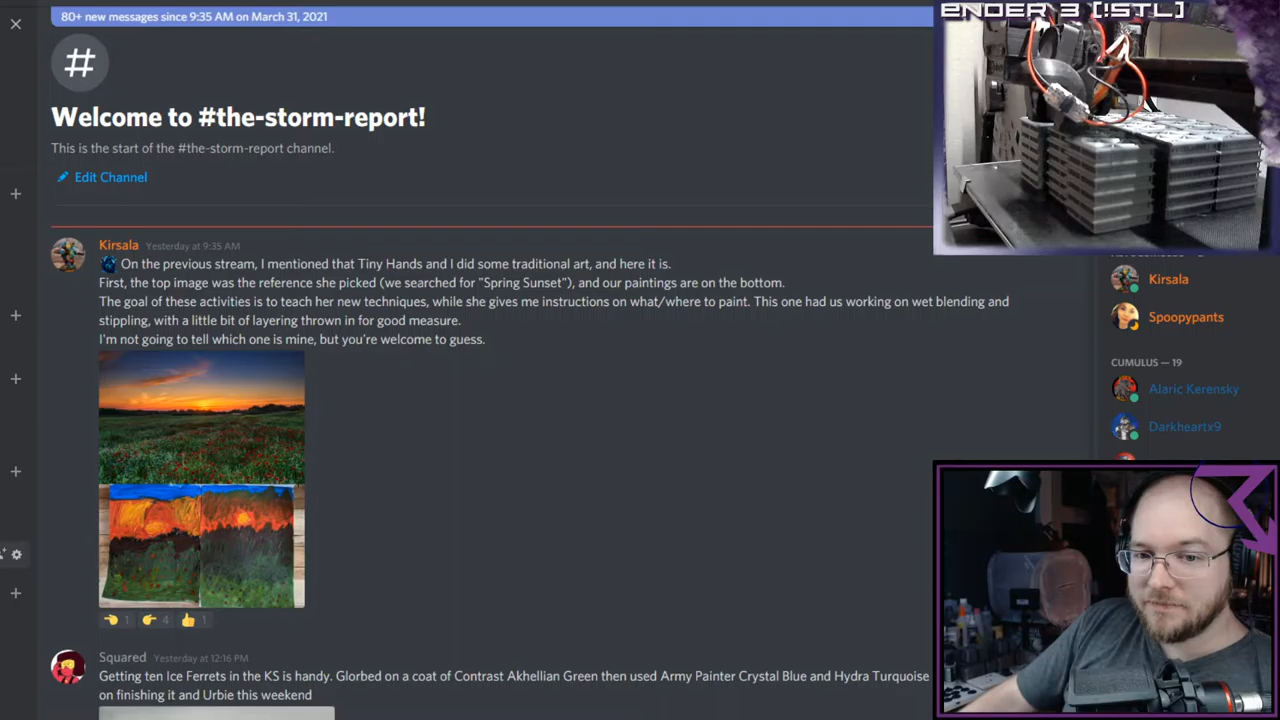 80+ new messages since 9:35 AM on March 31, 2021
ENDER 3 [!STL]
Welcome to #the-storm-report!
This is the start of the #the-storm-report channel.
Edit Channel
Kirsala Yesterday at 9:35 AM
On the previous stream, I mentioned that Tiny Hands and I did some traditional art, and here it is.
First, the top image was the reference she picked (we searched for "Spring Sunset"), and our paintings are on the bottom.
The goal of these activities is to teach her new techniques, while she gives me instructions on what/where to paint. This one had us working on wet blending and
stippling, with a little bit of layering thrown in for good measure.
I'm not going to tell which one is mine, but you're welcome to guess.
1 4 1
Squared Yesterday at 12:16 PM
Getting ten Ice Ferrets in the KS is handy. Glorbed on a coat of Contrast Akhellian Green then used Army Painter Crystal Blue and Hydra Turquoise
on finishing it and Urbie this weekend
Kirsala
Spoopypants
CUMULUS — 19
Alaric Kerensky
Darkheartx9